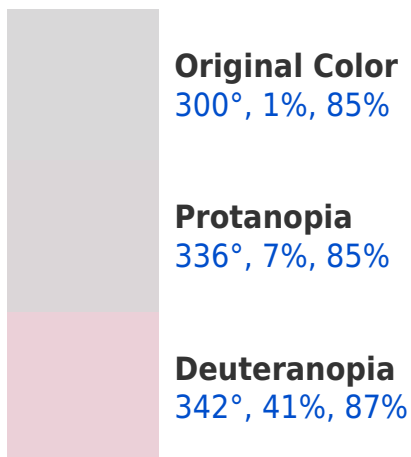 Original Color
300°, 1%, 85%
Protanopia
336°, 7%, 85%
Deuteranopia
342°, 41%, 87%